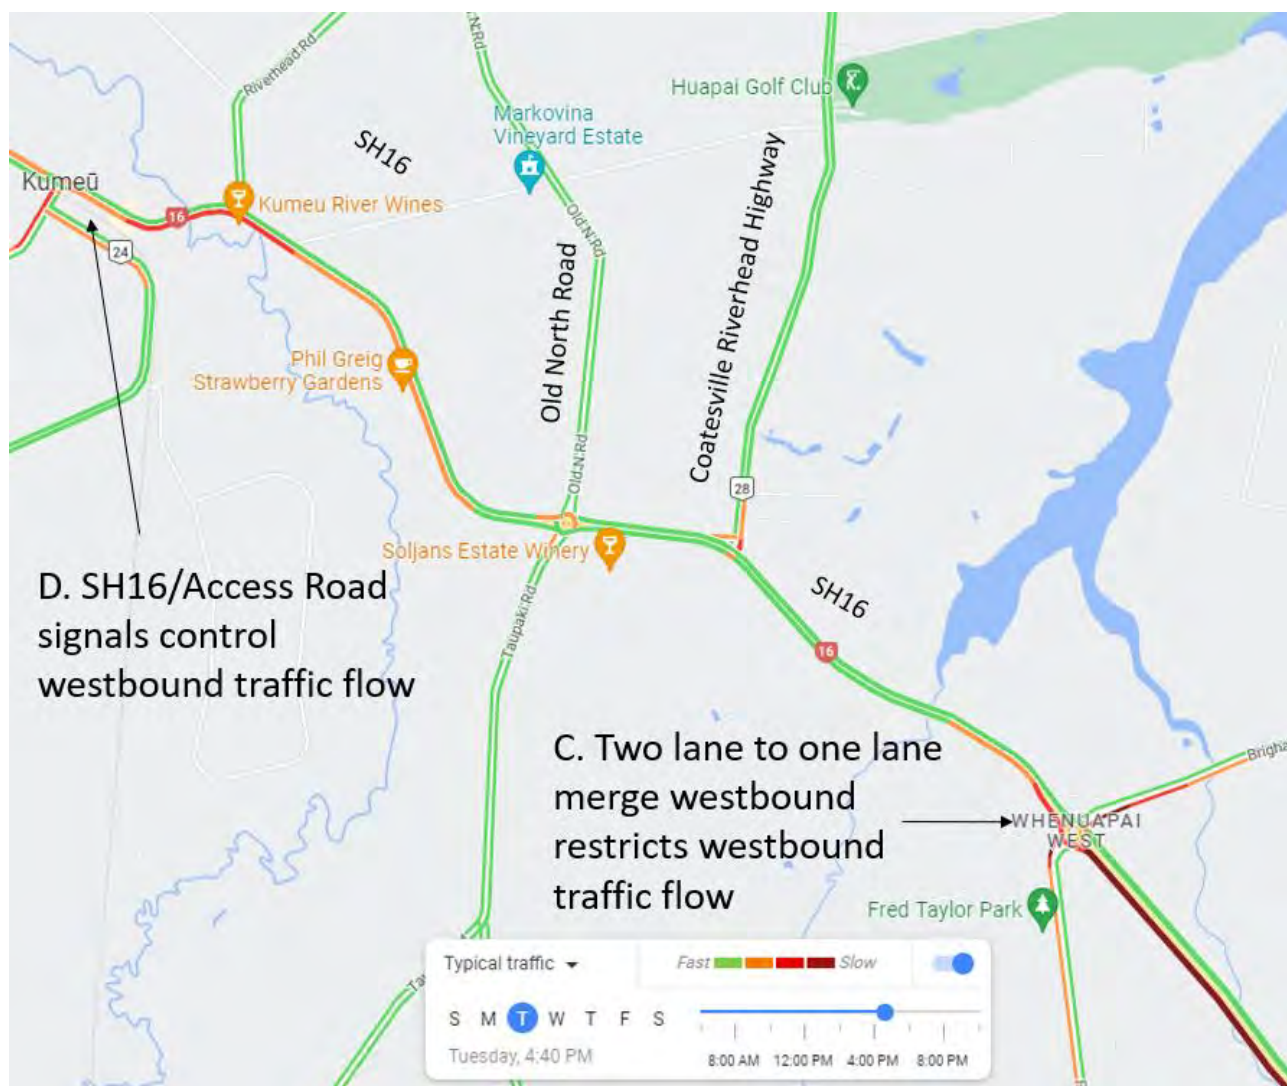 Riverhead Rd
N: Rd
Huapai Golf Club
Markovina
Vineyard Estate
SH16
Kumeū
16
Kumeu River Wines
24
Old·N:Rd
Old North Road
Coatesville Riverhead Highway
Phil Greig
Strawberry Gardens
Old·N:Rd
28
Soljans Estate Winery
SH16
Taupaki Rd
16
D. SH16/Access Road
signals control
westbound traffic flow
C. Two lane to one lane
merge westbound
restricts westbound
traffic flow
Brigha
WHENUAPAI
WEST
Fred Taylor Park
Typical traffic
Fast
Slow
S M T W T F S
Tuesday, 4:40 PM
8:00 AM 12:00 PM 4:00 PM 8:00 PM